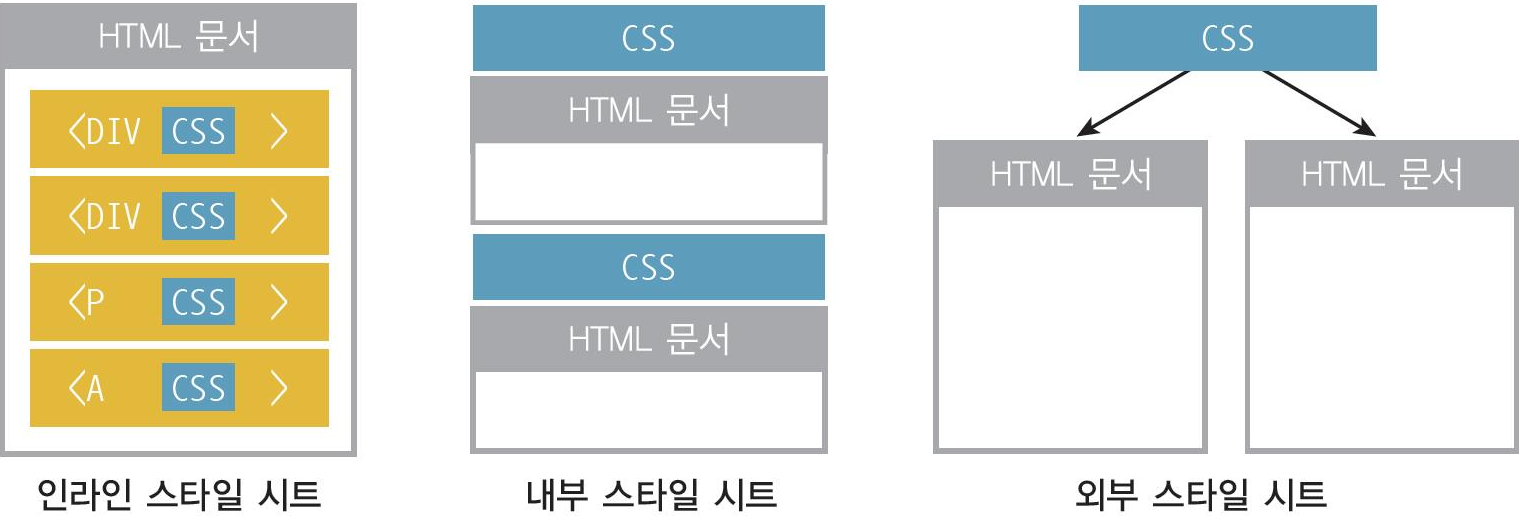 HTML 문서
<DIV CSS >
<DIV CSS >
<P CSS >
<A CSS >
인라인 스타일 시트
CSS
HTML 문서
CSS
HTML 문서
내부 스타일 시트
CSS
HTML 문서
HTML 문서
외부 스타일 시트